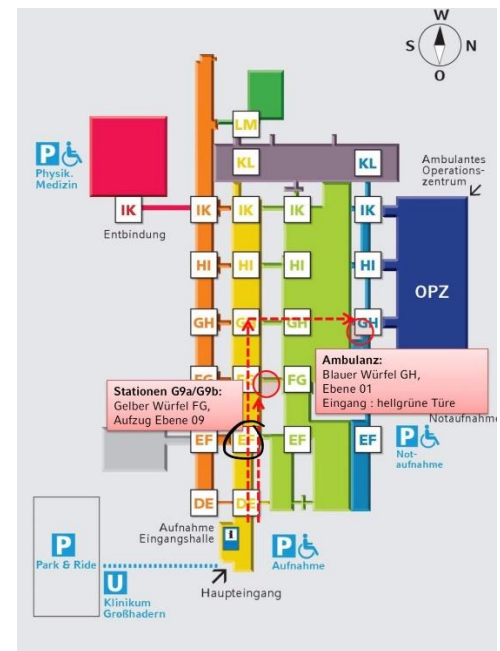 W
S N
O
LM
KL KL
P
Physik.
Medizin
Ambulantes
Operations-
zentrum
IK IK IK IK IK
Entbindung
HI HI HI HI
OPZ
GH GH GH GH
Ambulanz:
Blauer Würfel GH,
Ebene 01
Eingang : hellgrüne Türe
FG
Stationen G9a/G9b:
Gelber Würfel FG,
Aufzug Ebene 09
Notaufnahme
EF EF EF EF
P
Not-
aufnahme
DE DE
Aufnahme
Eingangshalle
i
P
Aufnahme
P
Park & Ride
U
Klinikum
Großhadern
Haupteingang